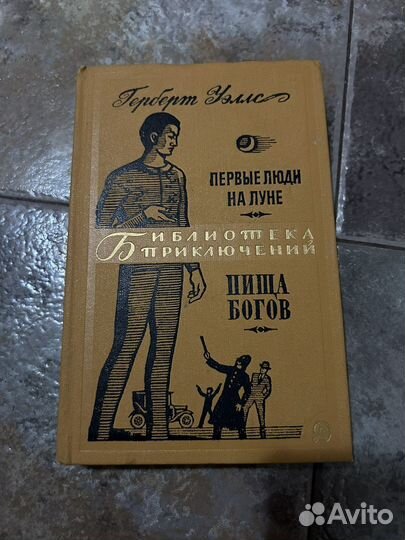 Герберт Уэллс
ПЕРВЫЕ ЛЮДИ
НА ЛУНЕ
БИБЛИОТЕКА
ПРИКЛЮЧЕНИЙ
ПИЩА
БОГОВ
Avito